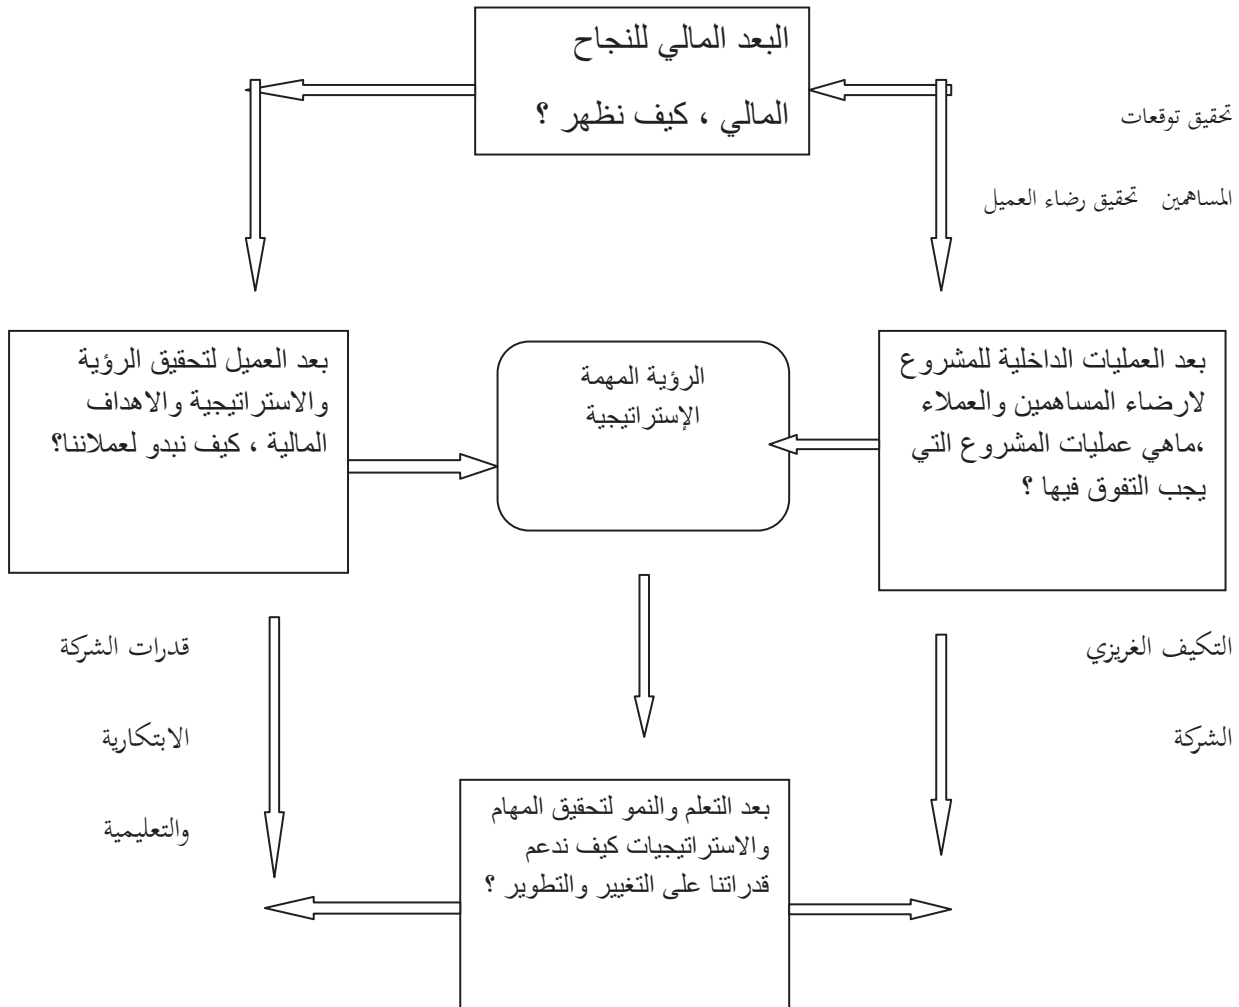 البعد المالي للنجاح
المالي ، كيف نظهر ؟
تحقيق توقعات
المساهمين تحقيق رضاء العميل
بعد العمليات الداخلية للمشروع
لارضاء المساهمين والعملاء
،ماهي عمليات المشروع التي
يجب التفوق فيها ؟
الرؤية المهمة
الإستراتيجية
بعد العميل لتحقيق الرؤية
والاستراتيجية والاهداف
المالية ، كيف نبدو لعملائنا؟
التكيف الغريزي
الشركة
قدرات الشركة
الابتكارية
والتعليمية
بعد التعلم والنمو لتحقيق المهام
والاستراتيجيات كيف ندعم
قدراتنا على التغيير والتطوير ؟